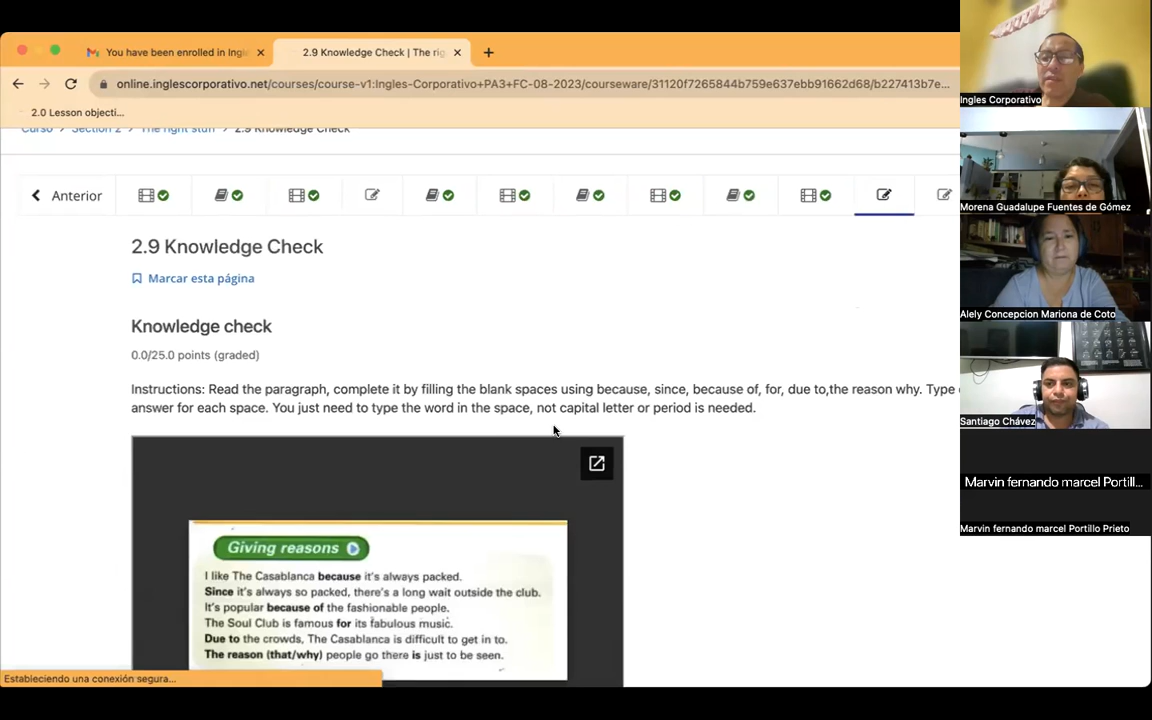 You have been enrolled in Ingl
2.9 Knowledge Check | The rig
online.inglescorporativo.net/courses/course-v1:Ingles-Corporativo+PA3+FC-08-2023/courseware/31120f7265844b759e637ebb91662d68/b227413b7e...
2.0 Lesson objecti...
Curso > Section 2 > The right stuff > 2.9 Knowledge Check
Anterior
2.9 Knowledge Check
Marcar esta página
Knowledge check
0.0/25.0 points (graded)
Instructions: Read the paragraph, complete it by filling the blank spaces using because, since, because of, for, due to,the reason why. Type
answer for each space. You just need to type the word in the space, not capital letter or period is needed.
Giving reasons
I like The Casablanca because it's always packed.
Since it's always so packed, there's a long wait outside the club.
It's popular because of the fashionable people.
The Soul Club is famous for its fabulous music.
Due to the crowds, The Casablanca is difficult to get in to.
The reason (that/why) people go there is just to be seen.
Estableciendo una conexión segura...
Ingles Corporativo
Morena Guadalupe Fuentes de Gómez
Alely Concepcion Mariona de Coto
Santiago Chávez
Marvin fernando marcel Portill...
Marvin fernando marcel Portillo Prieto